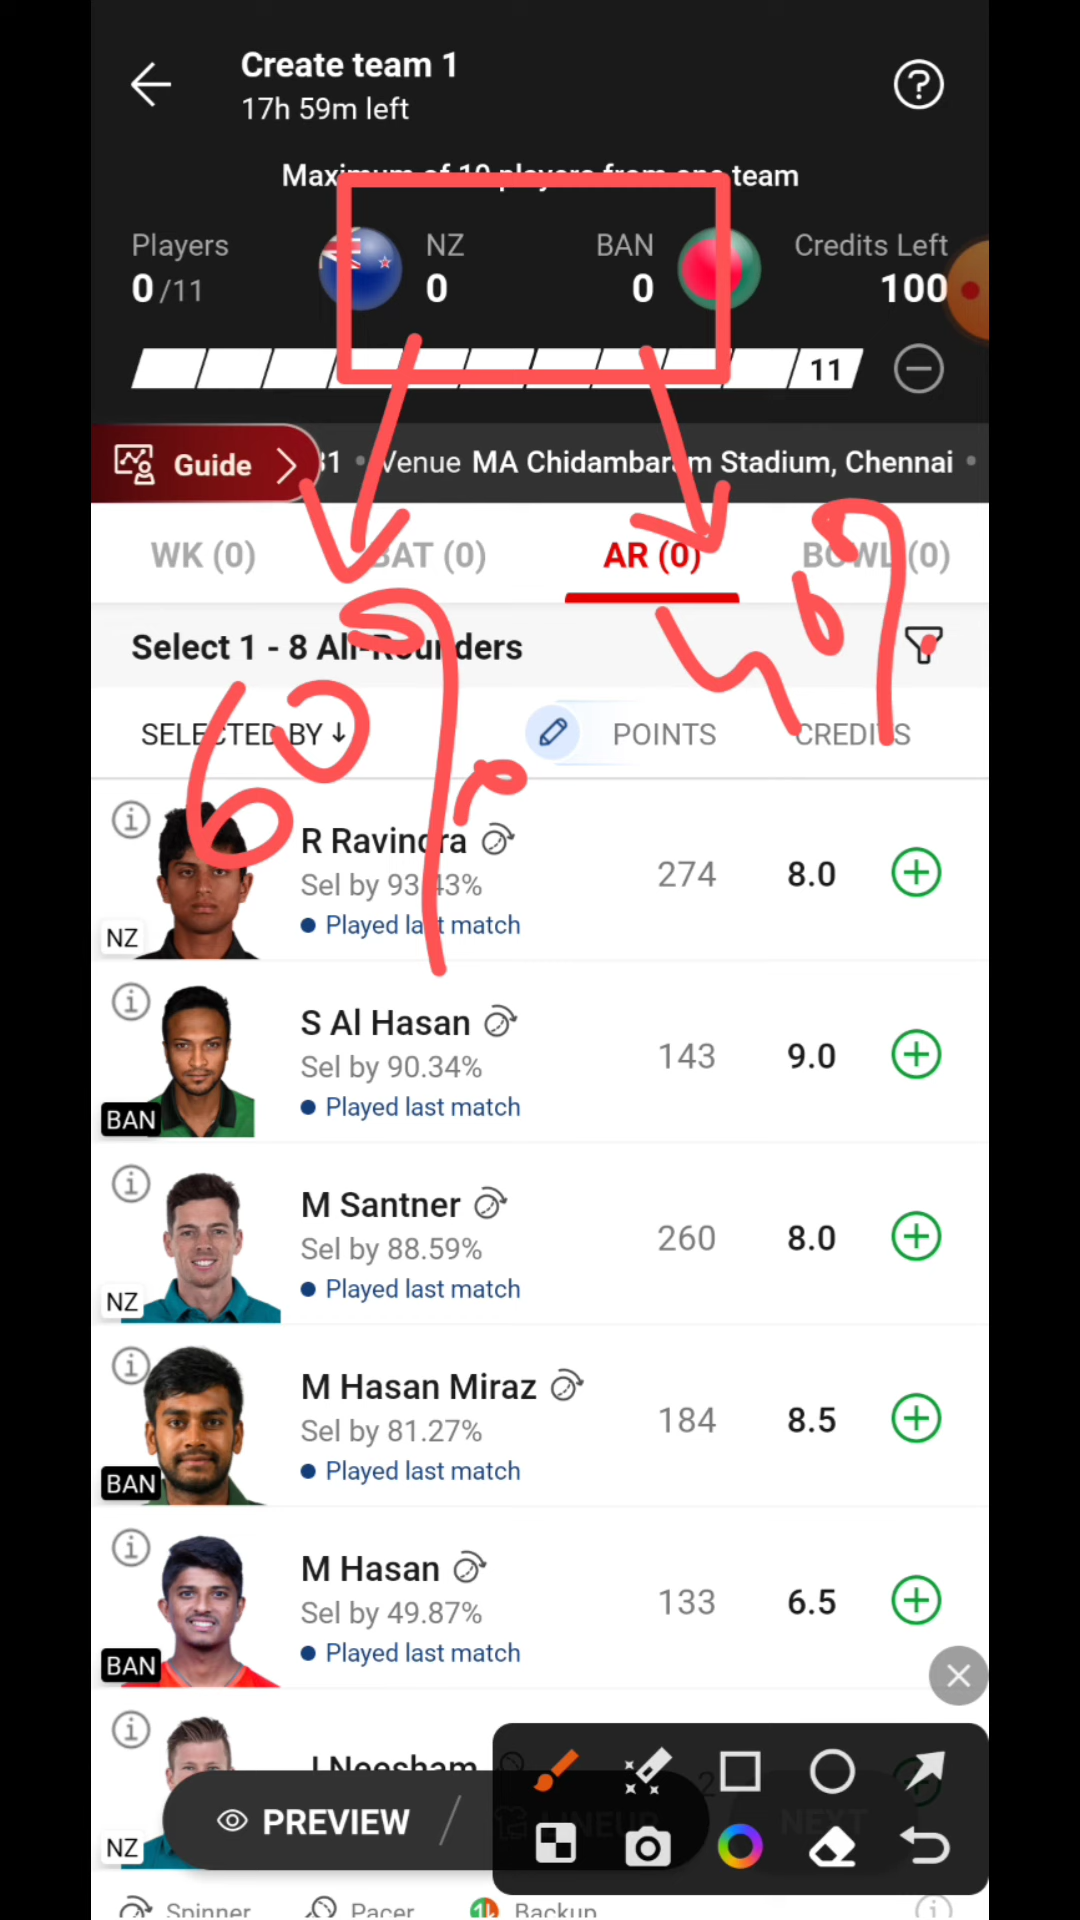 Create team 1
17h 59m left
Maximum of 10 players from one team
Players NZ BAN Credits Left
0/11 0 0 100
11
Guide 31 • Venue MA Chidambaram Stadium, Chennai •
WK (0) BAT (0) AR (0) BOWL (0)
Select 1 - 8 All-Rounders
SELECTED BY ↓ POINTS CREDITS
60%
40%
R Ravindra
Sel by 93.43% 274 8.0
Played last match
NZ
S Al Hasan
Sel by 90.34% 143 9.0
Played last match
BAN
M Santner
Sel by 88.59% 260 8.0
Played last match
NZ
M Hasan Miraz
Sel by 81.27% 184 8.5
Played last match
BAN
M Hasan
Sel by 49.87% 133 6.5
Played last match
BAN
J Neesham
PREVIEW LINEUP NEXT
NZ
Spinner Pacer Backup